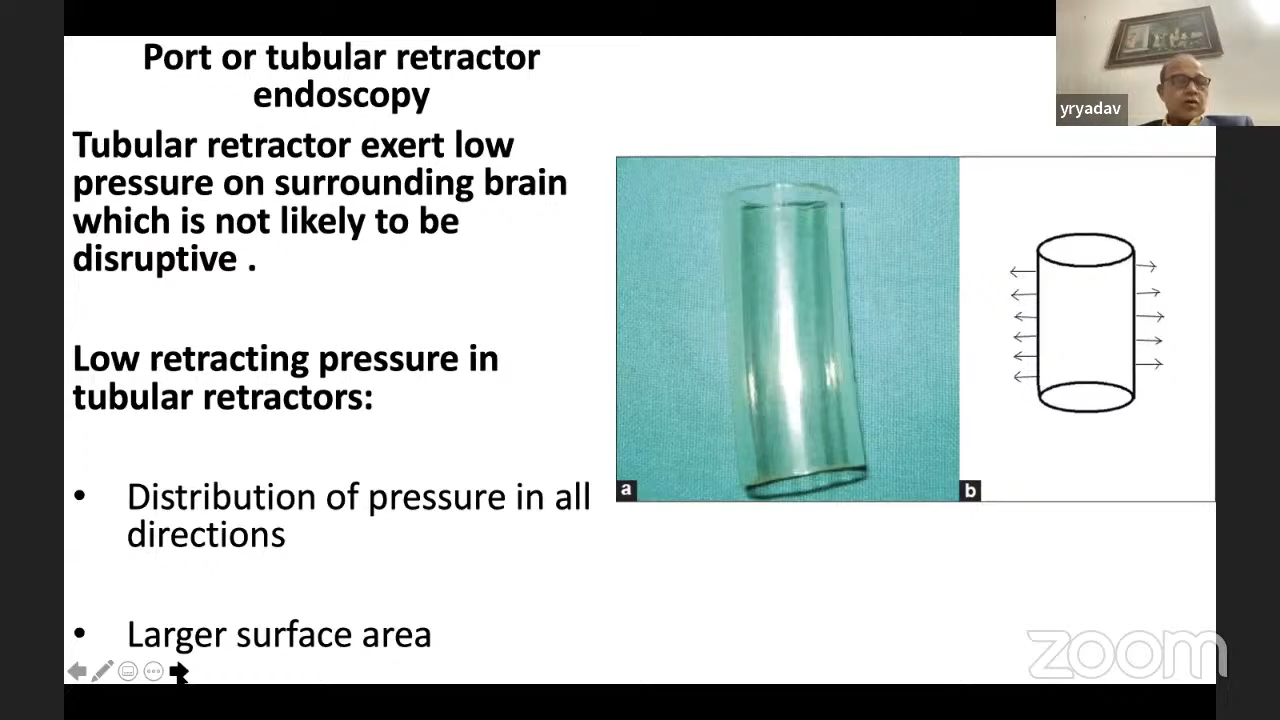 Port or tubular retractor
endoscopy
Tubular retractor exert low
pressure on surrounding brain
which is not likely to be
disruptive .
Low retracting pressure in
tubular retractors:
• Distribution of pressure in all
directions
• Larger surface area
a
b
yryadav
zoom